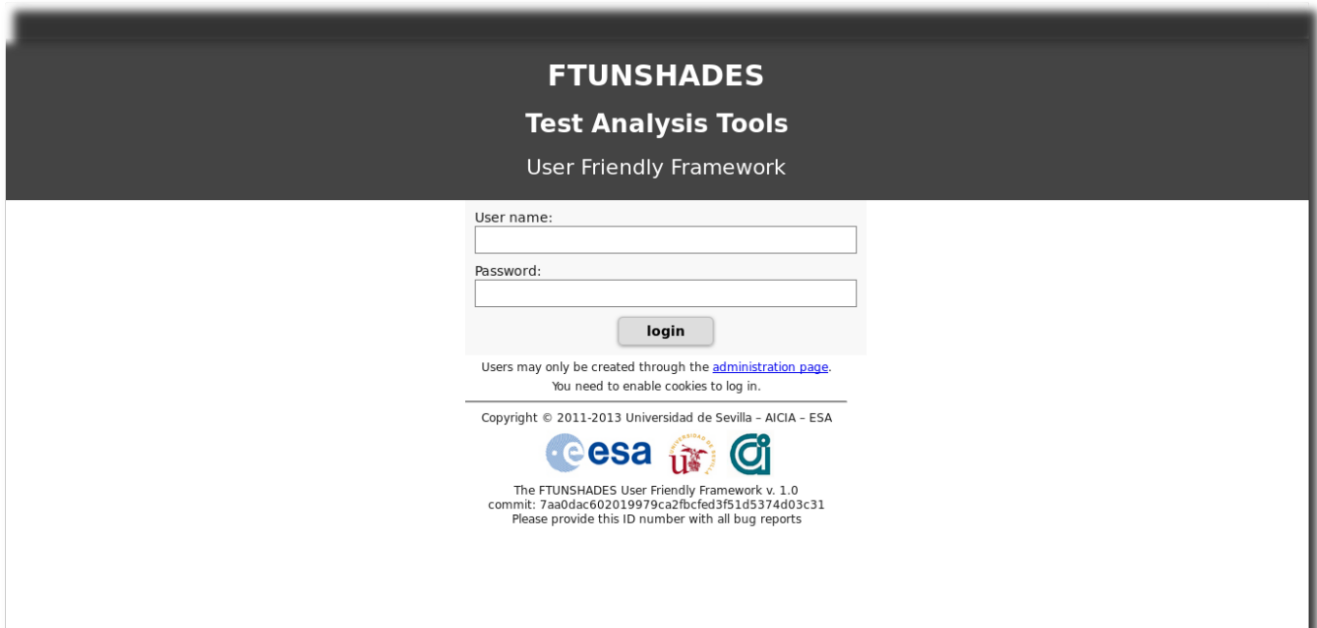 FTUNSHADES
Test Analysis Tools
User Friendly Framework
User name:
Password:
login
Users may only be created through the administration page.
You need to enable cookies to log in.
Copyright © 2011-2013 Universidad de Sevilla – AICIA – ESA
esa
The FTUNSHADES User Friendly Framework v. 1.0
commit: 7aa0dac602019979ca2fbcfed3f51d5374d03c31
Please provide this ID number with all bug reports